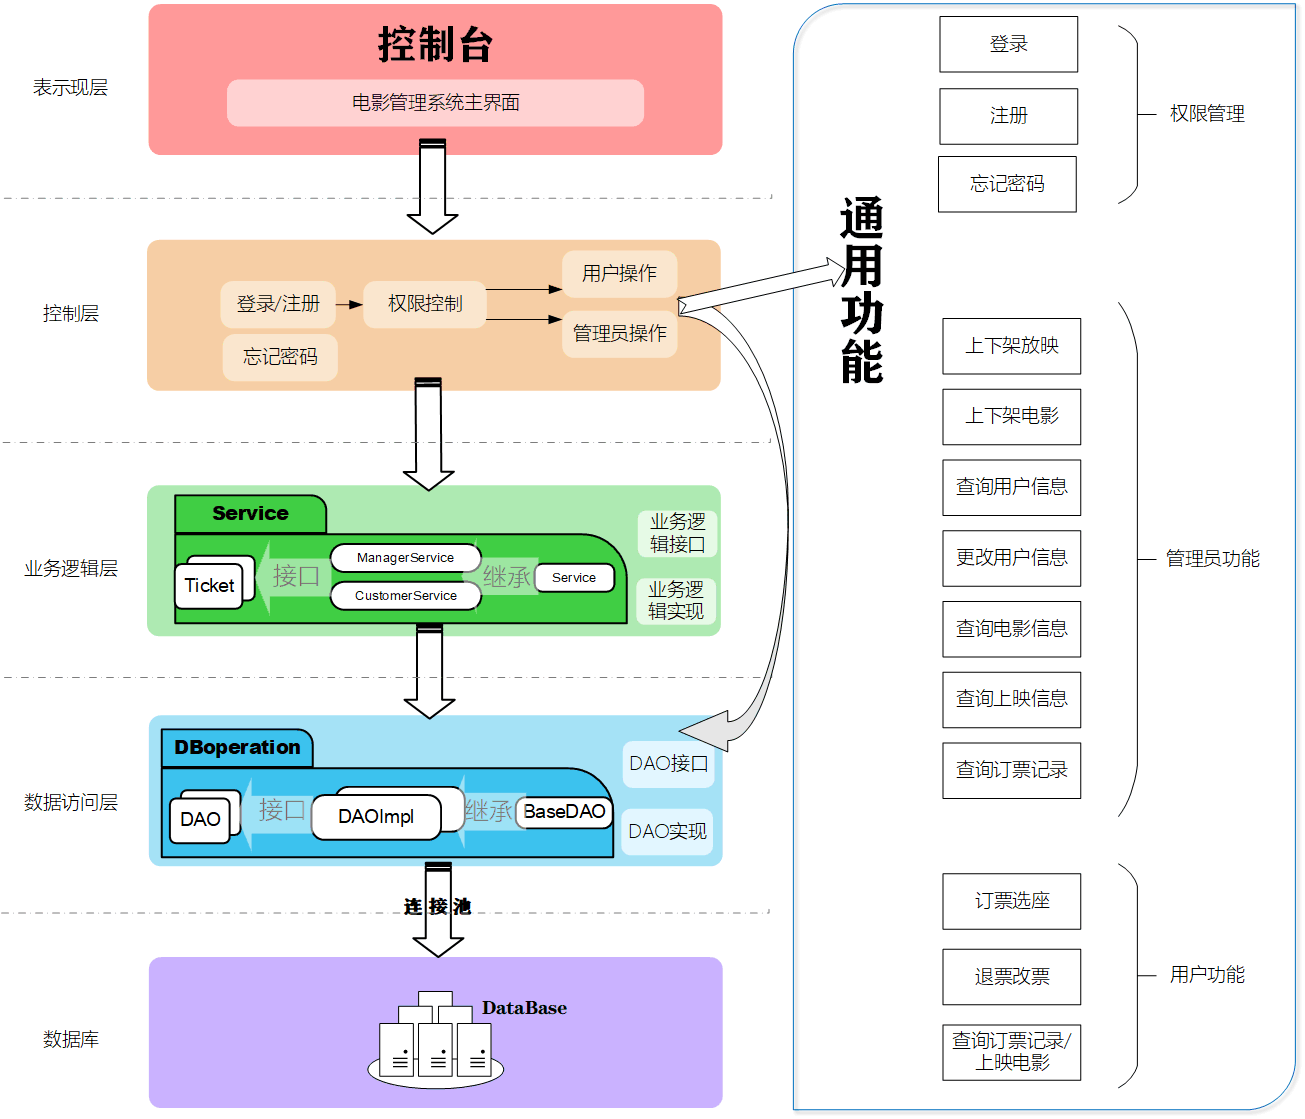 表示现层
控制台
电影管理系统主界面
控制层
登录/注册
忘记密码
权限控制
用户操作
管理员操作
业务逻辑层
Service
Ticket
接口
ManagerService
CustomerService
继承
Service
业务逻
辑接口
业务逻
辑实现
数据访问层
DBoperation
DAO
接口
DAOImpl
继承
BaseDAO
DAO接口
DAO实现
连接池
数据库
DataBase
通用功能
登录
注册
忘记密码
权限管理
上下架放映
上下架电影
查询用户信息
更改用户信息
查询电影信息
查询上映信息
查询订票记录
管理员功能
订票选座
退票改票
查询订票记录/
上映电影
用户功能